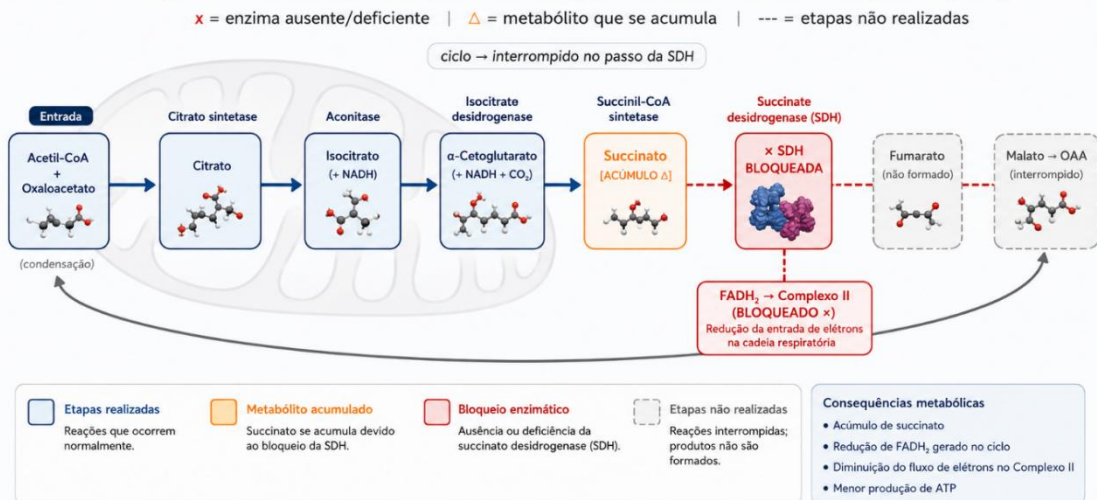 x = enzima ausente/deficiente | Δ = metabólito que se acumula | --- = etapas não realizadas
ciclo → interrompido no passo da SDH
Entrada
Acetil-CoA
+
Oxaloacetato
(condensação)
Citrato sintetase
Citrato
Aconitase
Isocitrato
(+ NADH)
Isocitrate
desidrogenase
α-Cetoglutarato
(+ NADH + CO₂)
Succinil-CoA
sintetase
Succinato
[ACÚMULO Δ]
Succinate
desidrogenase (SDH)
× SDH
BLOQUEADA
Fumarato
(não formado)
Malato → OAA
(interrompido)
FADH₂ → Complexo II
(BLOQUEADO ×)
Redução da entrada de elétrons
na cadeia respiratória
Etapas realizadas
Reações que ocorrem
normalmente.
Metabólito acumulado
Succinato se acumula devido
ao bloqueio da SDH.
Bloqueio enzimático
Ausência ou deficiência da
succinato desidrogenase (SDH).
Etapas não realizadas
Reações interrompidas;
produtos não são
formados.
Consequências metabólicas
• Acúmulo de succinato
• Redução de FADH₂ gerado no ciclo
• Diminuição do fluxo de elétrons no Complexo II
• Menor produção de ATP